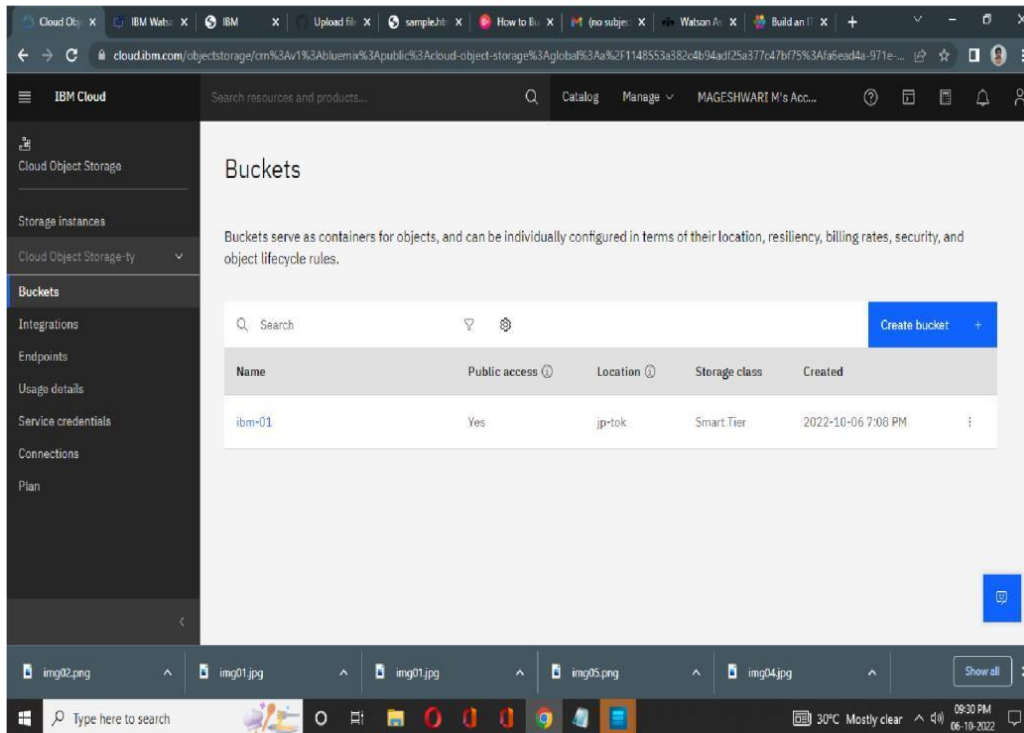 Cloud Obj
IBM Watso
IBM
Upload file
sample.ht
How to Bu
(no subjec
Watson As
Build an I
cloud.ibm.com/objectstorage/crn%3Av1%3Abluemix%3Apublic%3Acloud-object-storage%3Aglobal%3Aa%2F1148553a382c4b94adf25a377c47bf75%3Afa6ead4a-971e-...
IBM Cloud
Search resources and products...
Catalog
Manage
MAGESHWARI M's Acc...
Cloud Object Storage
Storage instances
Cloud Object Storage-ty
Buckets
Integrations
Endpoints
Usage details
Service credentials
Connections
Plan
Buckets
Buckets serve as containers for objects, and can be individually configured in terms of their location, resiliency, billing rates, security, and
object lifecycle rules.
Search
Create bucket +
Name Public access Location Storage class Created
ibm-01 Yes jp-tok Smart Tier 2022-10-06 7:08 PM
img02.png
img01.jpg
img01.jpg
img05.png
img04.jpg
Show all
Type here to search
30°C Mostly clear
09:30 PM
06-10-2022